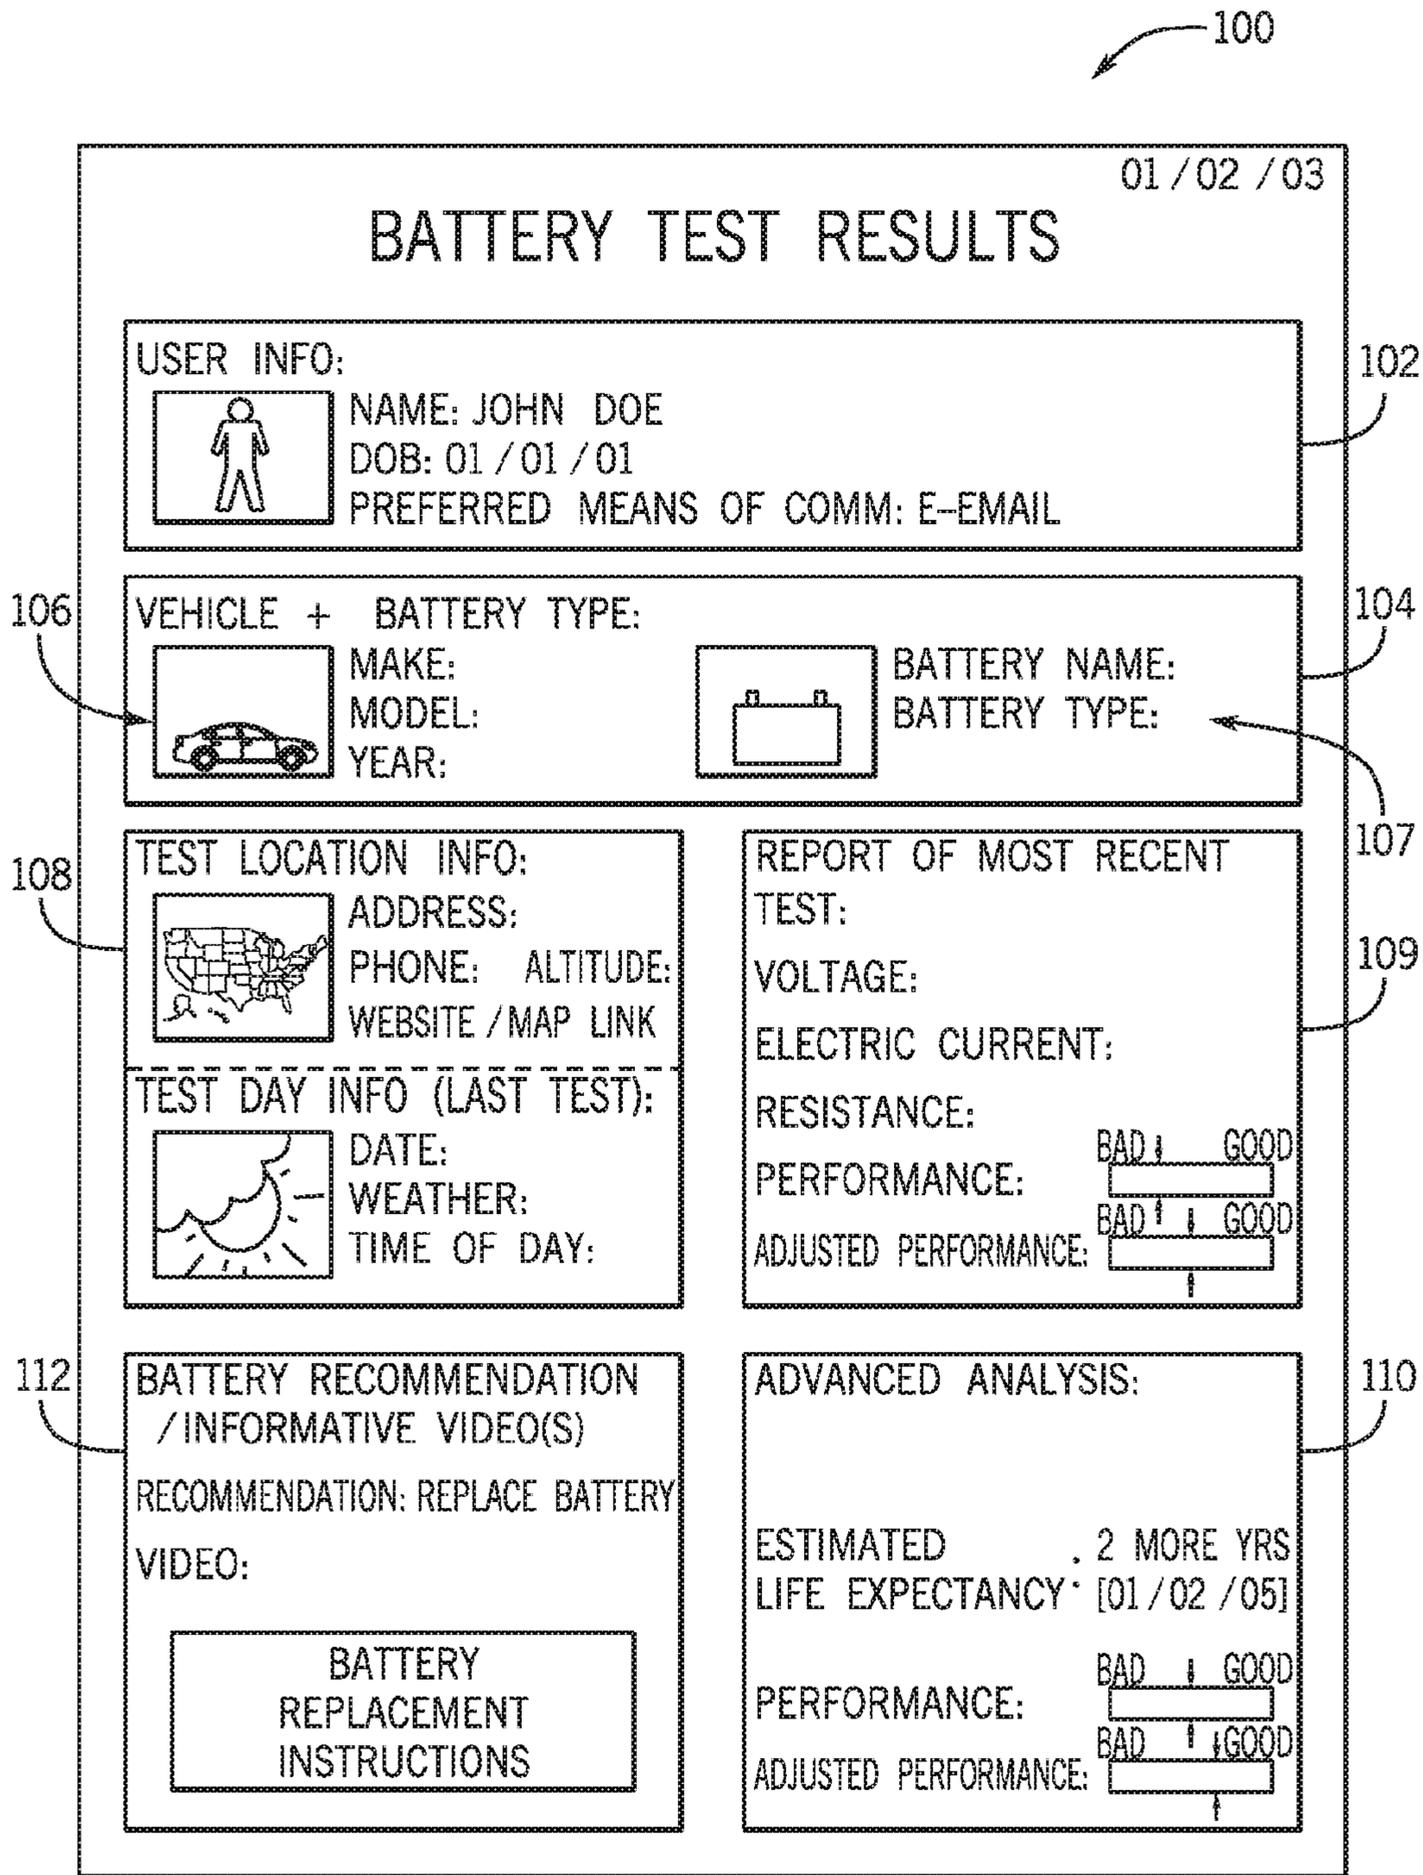 100
01/02/03
BATTERY TEST RESULTS
102
USER INFO:
NAME: JOHN DOE
DOB: 01/01/01
PREFERRED MEANS OF COMM: E-EMAIL
104
106
VEHICLE + BATTERY TYPE:
MAKE:
MODEL:
YEAR:
BATTERY NAME:
BATTERY TYPE:
107
108
TEST LOCATION INFO:
ADDRESS:
PHONE: ALTITUDE:
WEBSITE/MAP LINK
TEST DAY INFO (LAST TEST):
DATE:
WEATHER:
TIME OF DAY:
109
REPORT OF MOST RECENT
TEST:
VOLTAGE:
ELECTRIC CURRENT:
RESISTANCE:
BAD GOOD
PERFORMANCE:
BAD GOOD
ADJUSTED PERFORMANCE:
112
BATTERY RECOMMENDATION
/INFORMATIVE VIDEO(S)
RECOMMENDATION: REPLACE BATTERY
VIDEO:
BATTERY
REPLACEMENT
INSTRUCTIONS
110
ADVANCED ANALYSIS:
ESTIMATED : 2 MORE YRS
LIFE EXPECTANCY [01/02/05]
BAD GOOD
PERFORMANCE:
BAD GOOD
ADJUSTED PERFORMANCE: